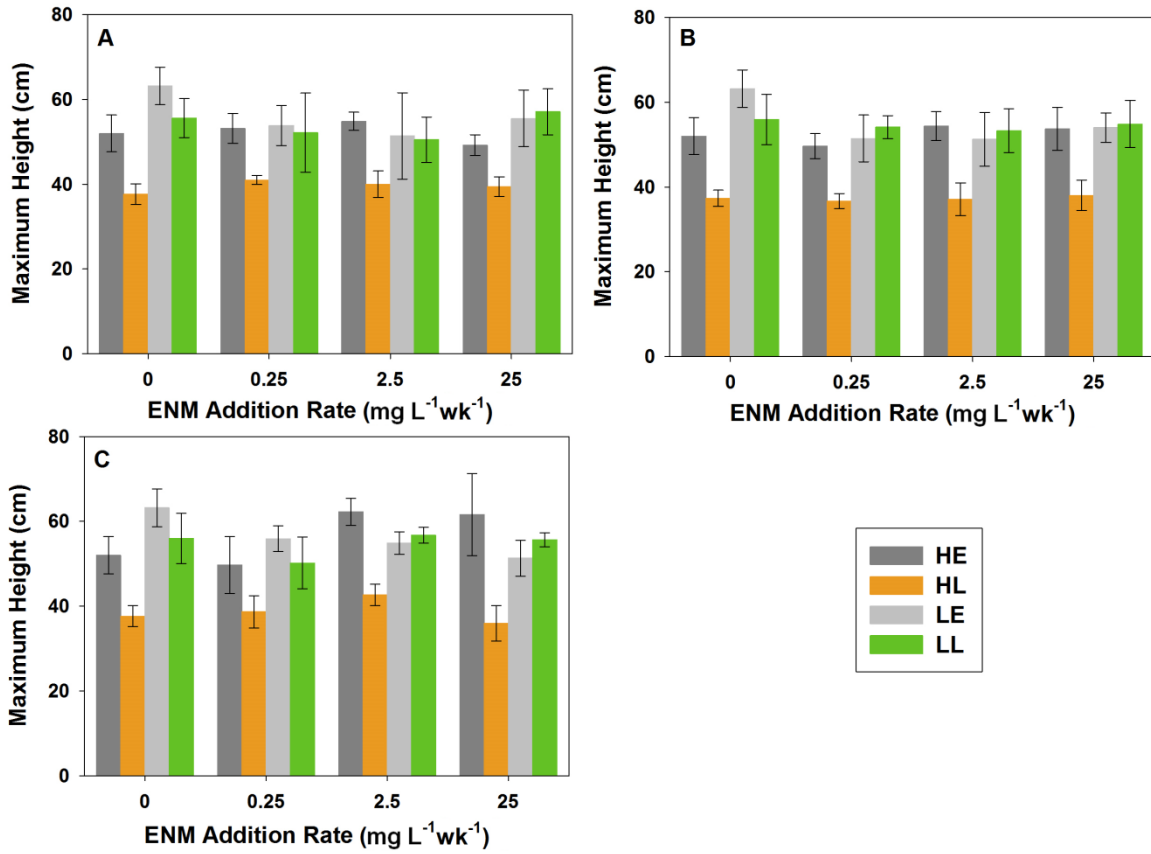 A
Maximum Height (cm)
80
60
40
20
0
0 0.25 2.5 25
ENM Addition Rate (mg L⁻¹wk⁻¹)
B
Maximum Height (cm)
80
60
40
20
0
0 0.25 2.5 25
ENM Addition Rate (mg L⁻¹wk⁻¹)
C
Maximum Height (cm)
80
60
40
20
0
0 0.25 2.5 25
ENM Addition Rate (mg L⁻¹wk⁻¹)
HE
HL
LE
LL